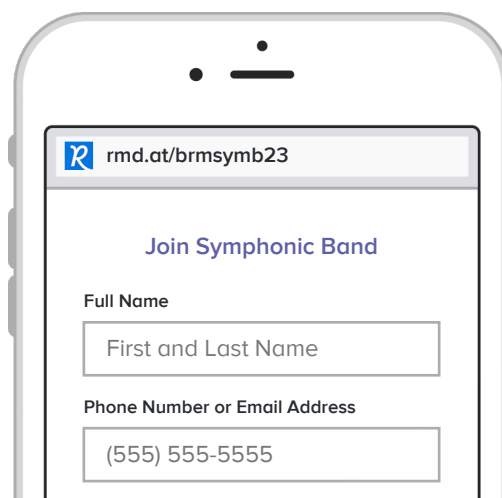 rmd.at/brmsymb23
Join Symphonic Band
Full Name
First and Last Name
Phone Number or Email Address
(555) 555-5555